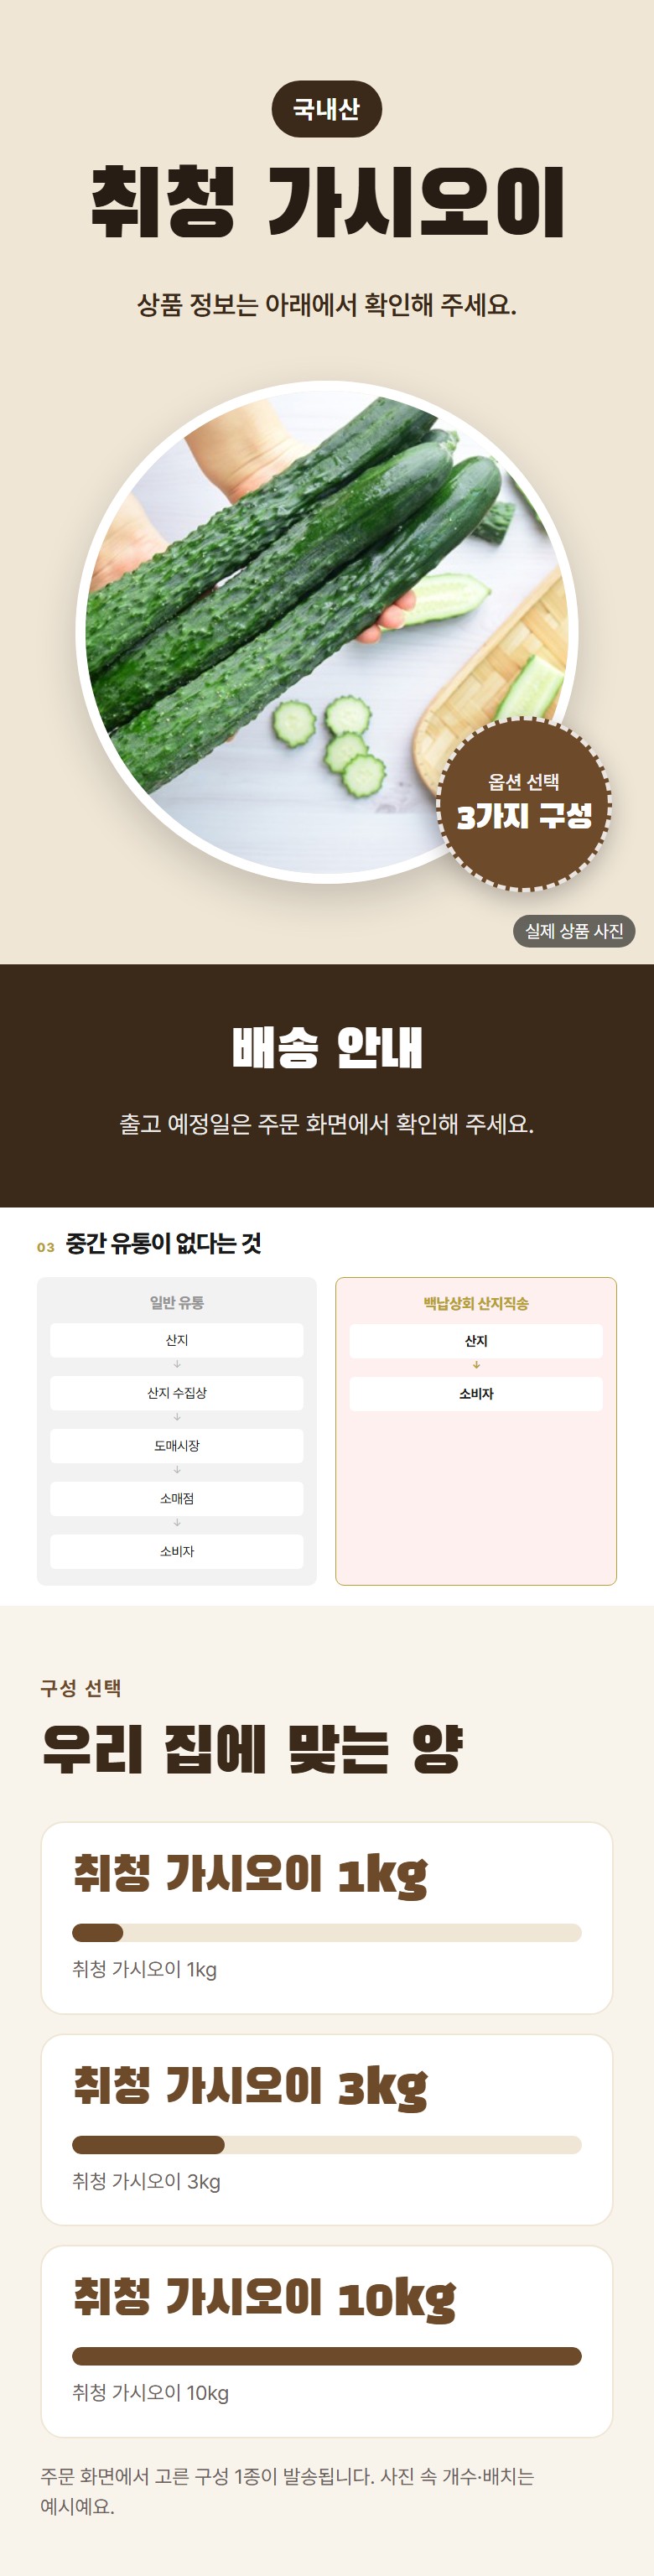 국내산
취청 가시오이
상품 정보는 아래에서 확인해 주세요.
옵션 선택
3가지 구성
실제 상품 사진
배송 안내
출고 예정일은 주문 화면에서 확인해 주세요.
03 중간 유통이 없다는 것
일반 유통
산지
↓
산지 수집상
↓
도매시장
↓
소매점
↓
소비자
백납상회 산지직송
산지
↓
소비자
구성 선택
우리 집에 맞는 양
취청 가시오이 1kg
취청 가시오이 1kg
취청 가시오이 3kg
취청 가시오이 3kg
취청 가시오이 10kg
취청 가시오이 10kg
주문 화면에서 고른 구성 1종이 발송됩니다. 사진 속 개수·배치는
예시예요.